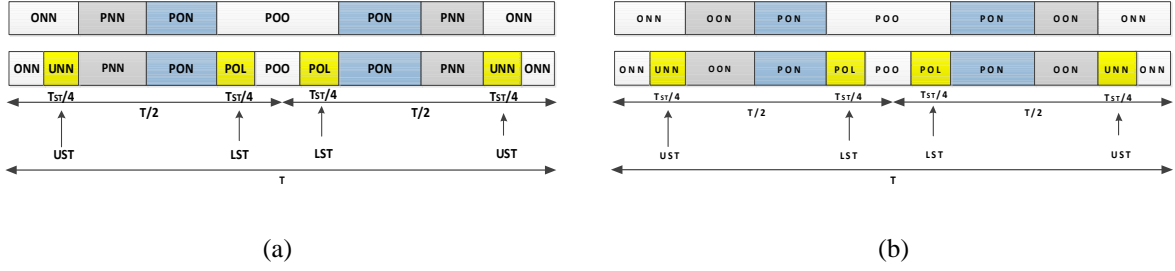 ONN PNN PON POO PON PNN ONN
ONN UNN PNN PON POL POO POL PON PNN UNN ONN
TST/4 TST/4 TST/4 TST/4
T/2 T/2
UST LST LST UST
T
(a)
ONN OON PON POO PON OON ONN
ONN UNN OON PON POL POO POL PON OON UNN ONN
TST/4 TST/4 TST/4 TST/4
T/2 T/2
UST LST LST UST
T
(b)